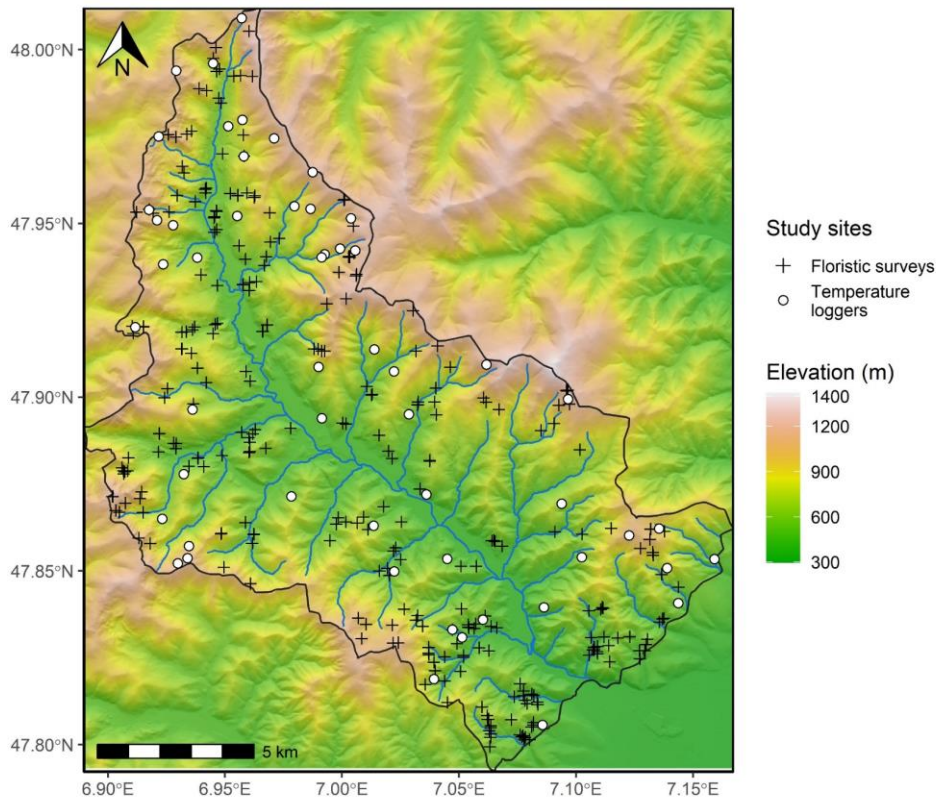 48.00°N
47.95°N
47.90°N
47.85°N
47.80°N
N
5 km
6.90°E
6.95°E
7.00°E
7.05°E
7.10°E
7.15°E
Study sites
Floristic surveys
Temperature
loggers
Elevation (m)
1400
1200
900
600
300